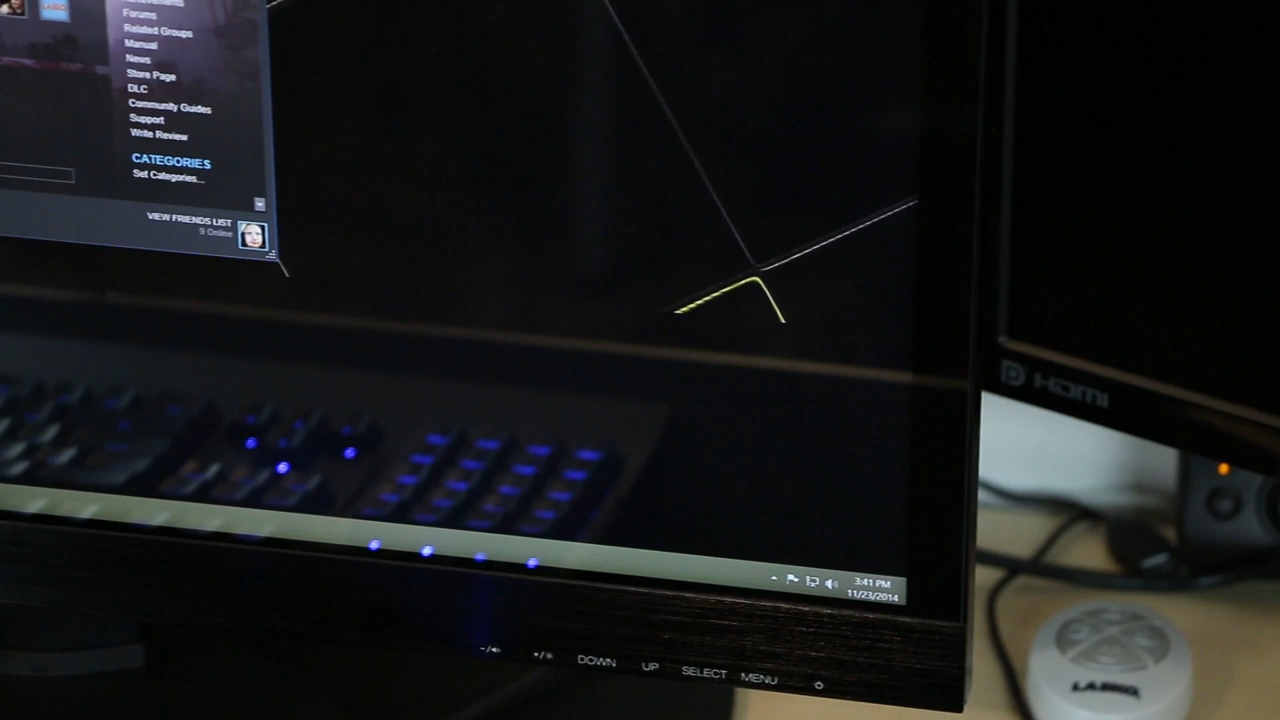 Forums
Related Groups
Manual
News
Store Page
DLC
Community Guides
Support
Write Review
CATEGORIES
Set Categories...
VIEW FRIENDS LIST
9 Online
HDMI
3:41 PM
11/23/2014
DOWN
UP
SELECT
MENU